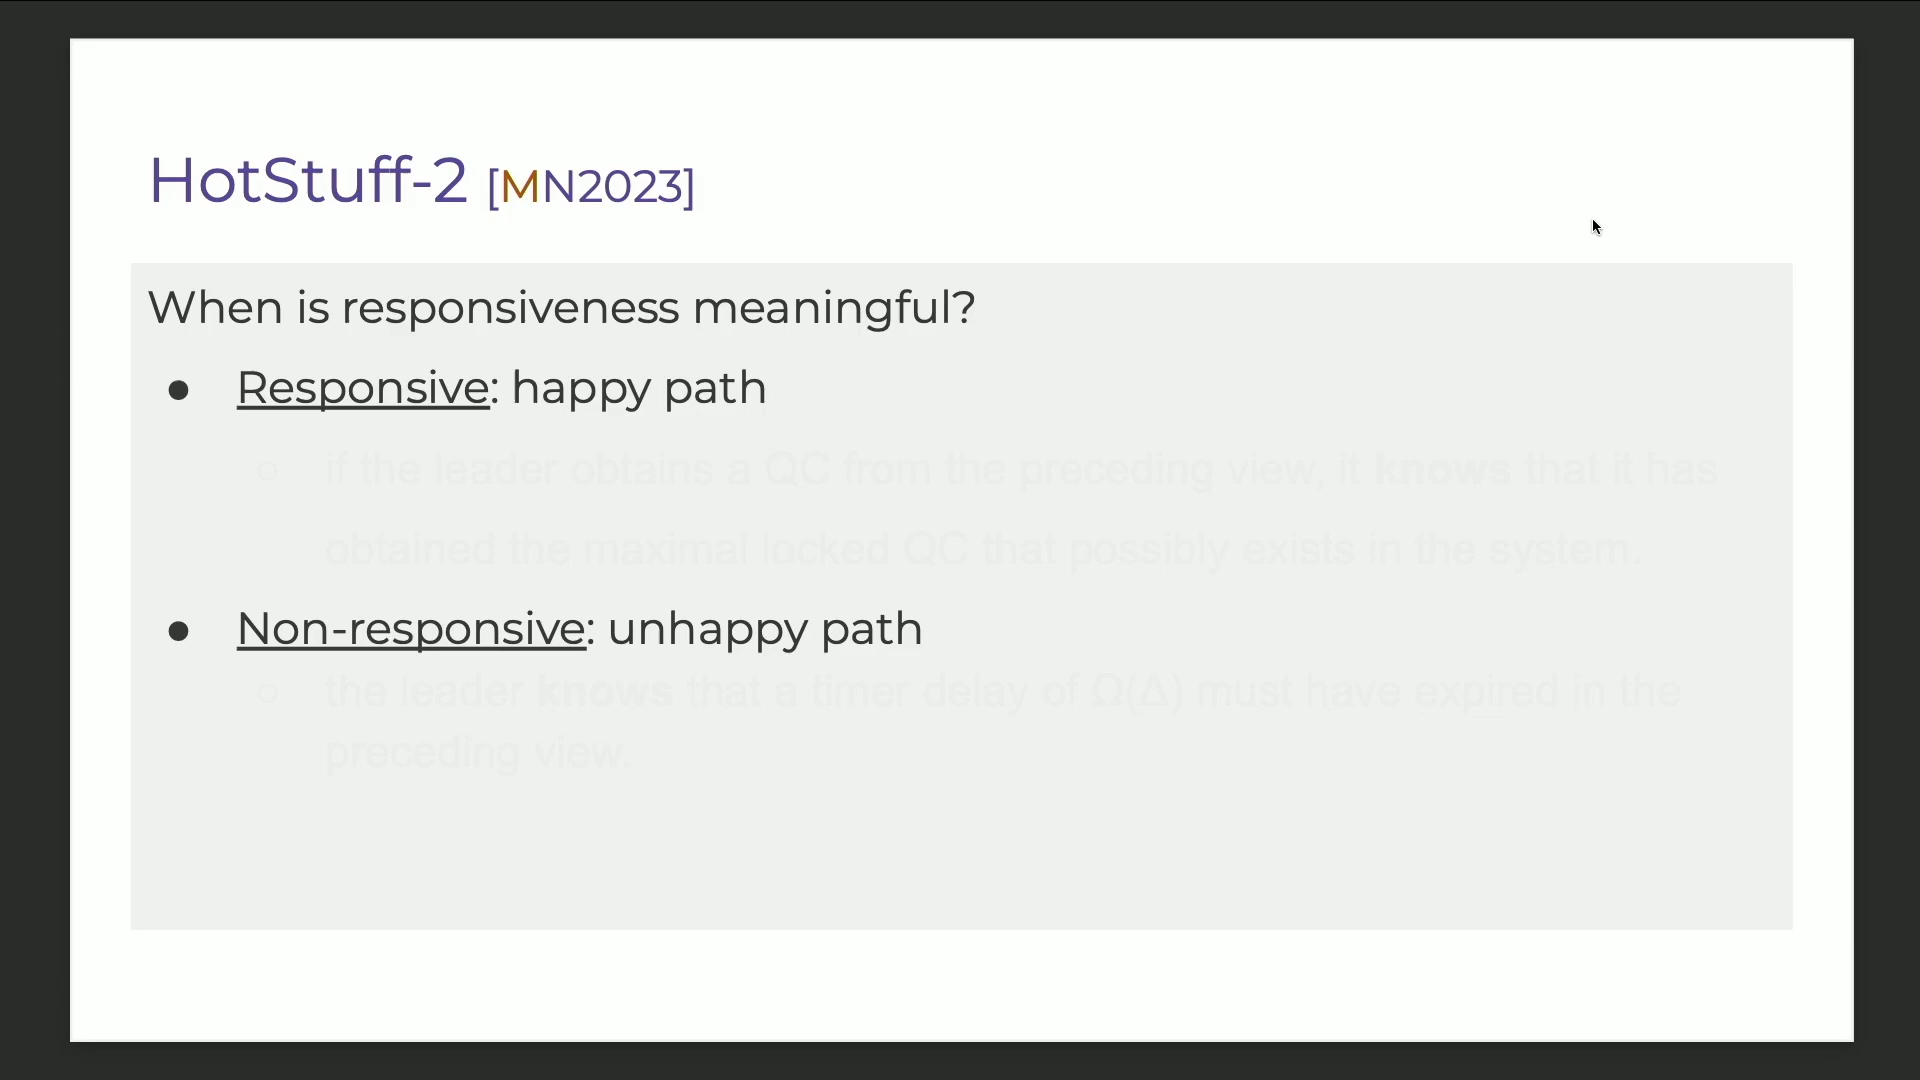 HotStuff-2 [MN2023]
When is responsiveness meaningful?
● Responsive: happy path
○ if the leader obtains a QC from the preceding view, it knows that it has
obtained the maximal locked QC that possibly exists in the system.
● Non-responsive: unhappy path
○ the leader knows that a timer delay of Ω(Δ) must have expired in the
preceding view.